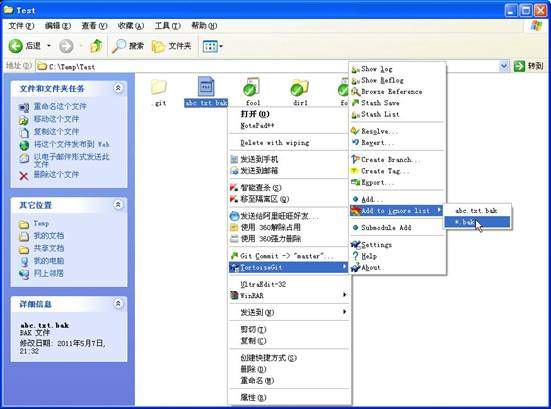 Test
文件(F) 编辑(E) 查看(V) 收藏(A) 工具(T) 帮助(H)
后退 搜索 文件夹
地址(D) C:\Temp\Test 转到
文件和文件夹任务
重命名这个文件
移动这个文件
复制这个文件
将这个文件发布到 Web
以电子邮件形式发送此文件
删除这个文件
其它位置
Temp
我的文档
共享文档
我的电脑
网上邻居
详细信息
abc.txt.bak
BAK 文件
修改日期: 2011年5月7日,
21:32
.git abc.txt.bak foo1 dir1
打开(O)
NotePad++
Delete with wiping
发送到手机
发送到邮箱
智能查杀(S)
移至隔离区(Q)
发送给阿里旺旺好友...
使用 360解除占用
使用 360强力删除
Git Commit -> "master"...
TortoiseGit
UltraEdit-32
WinRAR
发送到(N)
剪切(T)
复制(C)
创建快捷方式(S)
删除(D)
重命名(M)
属性(R)
Show log
Show Reflog
Browse Reference
Stash Save
Stash List
Resolve...
Revert...
Create Branch...
Create Tag...
Export...
Add...
Add to ignore list
Submodule Add
Settings
Help
About
abc.txt.bak
*.bak